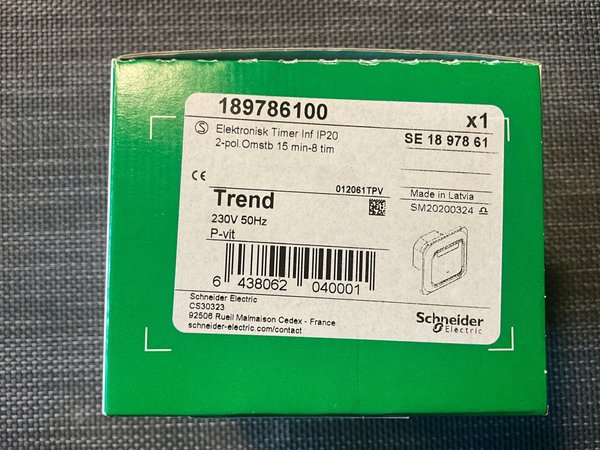 189786100
x1
S Elektronisk Timer Inf IP20
2-pol.Omstb 15 min-8 tim
SE 18 978 61
CE
012061TPV
Made in Latvia
SM20200324
Trend
230V 50Hz
P-vit
6 438062 040001
Schneider Electric
CS30323
92506 Rueil Malmaison Cedex - France
schneider-electric.com/contact
Schneider
Electric